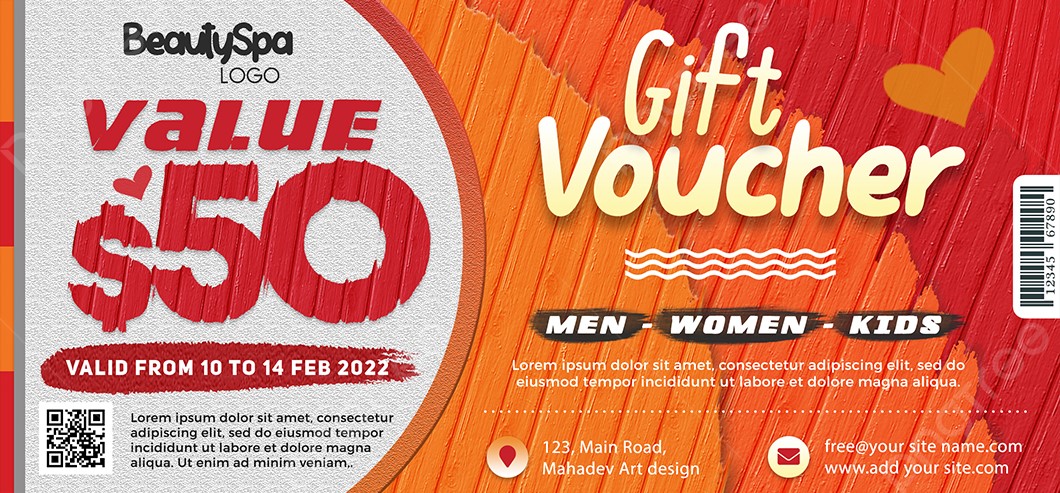 BeautySpa
LOGO
VALUE
$50
VALID FROM 10 TO 14 FEB 2022
Lorem ipsum dolor sit amet, consectetur
adipiscing elit, sed do eiusmod tempor
incididunt ut labore et dolore magna
aliqua. Ut enim ad minim veniam,.
Gift
Voucher
MEN - WOMEN - KIDS
Lorem ipsum dolor sit amet, consectetur adipiscing elit, sed do
eiusmod tempor incididunt ut labore et dolore magna aliqua.
123, Main Road,
Mahadev Art design
free@your site name.com
www.add your site.com
12345 67890